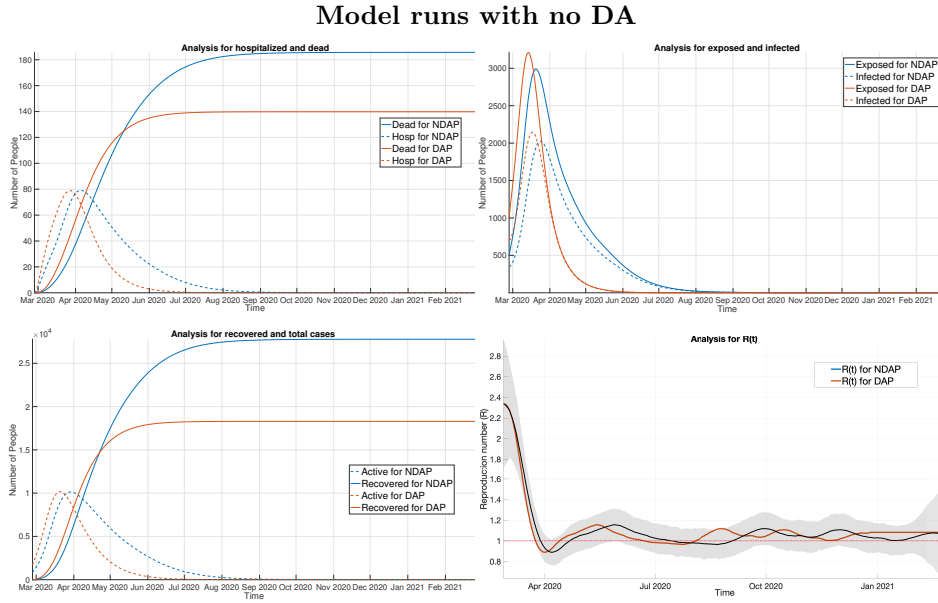 Model runs with no DA
Analysis for hospitalized and dead
Number of People
180
160
140
120
100
80
60
40
20
0
Dead for NDAP
Hosp for NDAP
Dead for DAP
Hosp for DAP
Mar 2020 Apr 2020 May 2020 Jun 2020 Jul 2020 Aug 2020 Sep 2020 Oct 2020 Nov 2020 Dec 2020 Jan 2021 Feb 2021
Time
Analysis for exposed and infected
Number of People
3000
2500
2000
1500
1000
500
Exposed for NDAP
Infected for NDAP
Exposed for DAP
Infected for DAP
Mar 2020 Apr 2020 May 2020 Jun 2020 Jul 2020 Aug 2020 Sep 2020 Oct 2020 Nov 2020 Dec 2020 Jan 2021 Feb 2021
Time
Analysis for recovered and total cases
×10⁴
Number of People
2.5
2
1.5
1
0.5
0
Active for NDAP
Recovered for NDAP
Active for DAP
Recovered for DAP
Mar 2020 Apr 2020 May 2020 Jun 2020 Jul 2020 Aug 2020 Sep 2020 Oct 2020 Nov 2020 Dec 2020 Jan 2021 Feb 2021
Time
Analysis for R(t)
Reproduction number (R)
2.8
2.6
2.4
2.2
2
1.8
1.6
1.4
1.2
1
0.8
R(t) for NDAP
R(t) for DAP
Apr 2020 Jul 2020 Oct 2020 Jan 2021
Time